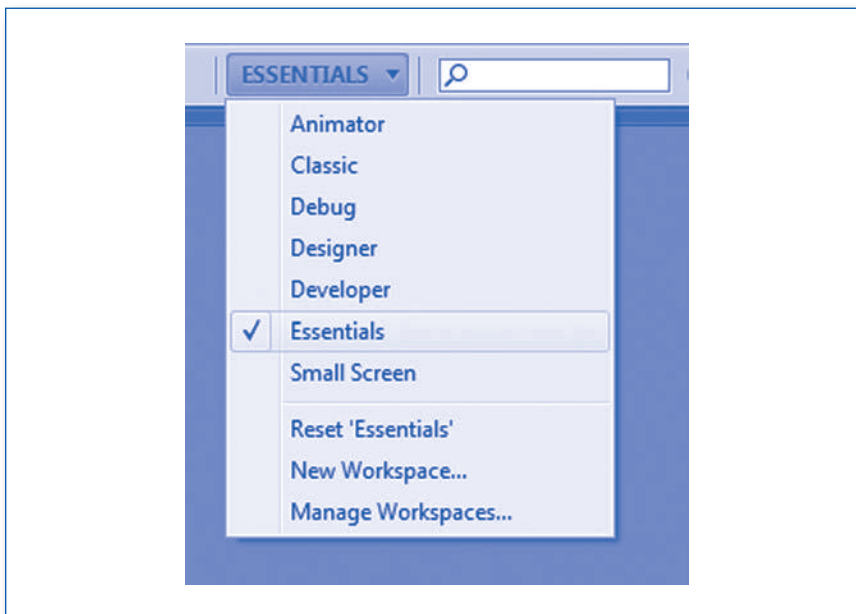 ESSENTIALS
Animator
Classic
Debug
Designer
Developer
Essentials
Small Screen
Reset 'Essentials'
New Workspace...
Manage Workspaces...